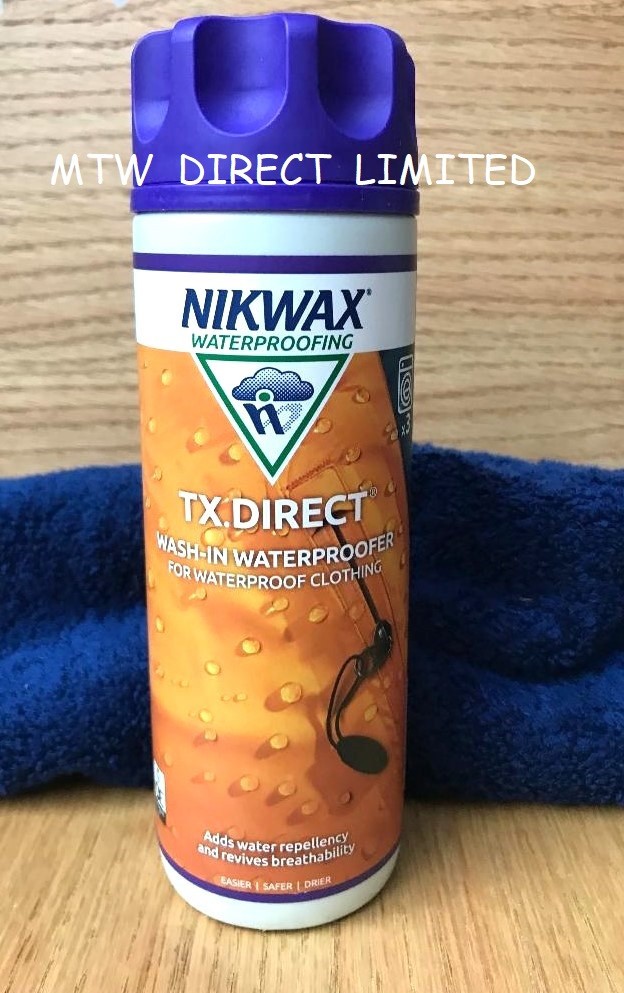 MTW DIRECT LIMITED
NIKWAX®
WATERPROOFING
TX.DIRECT®
WASH-IN WATERPROOFER
FOR WATERPROOF CLOTHING
Adds water repellency
and revives breathability
EASIER | SAFER | DRIER